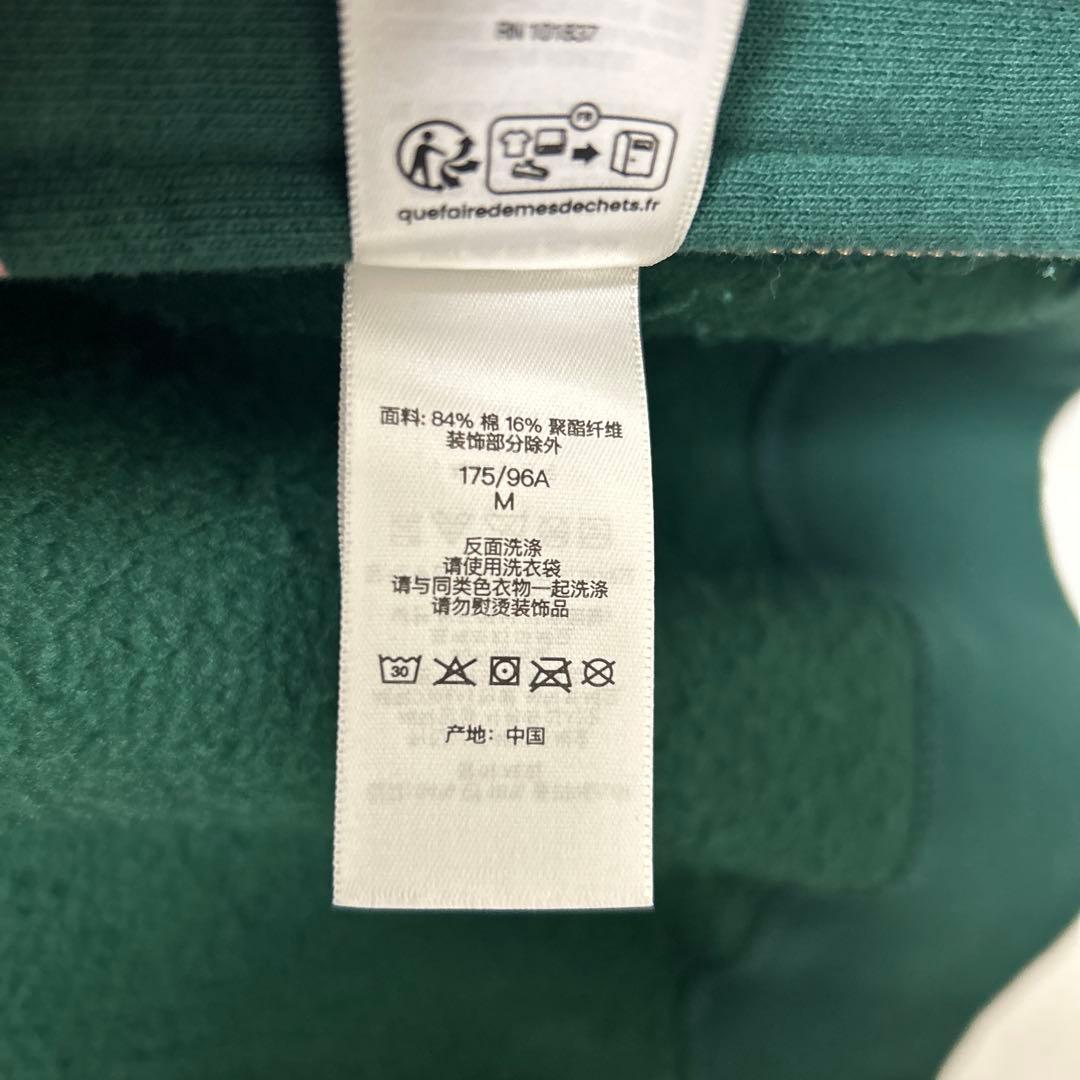 RN 101837
FR
quefairedemesdechets.fr
面料: 84% 棉 16% 聚酯纤维
装饰部分除外
175/96A
M
反面洗涤
请使用洗衣袋
请与同类色衣物一起洗涤
请勿熨烫装饰品
30
产地: 中国